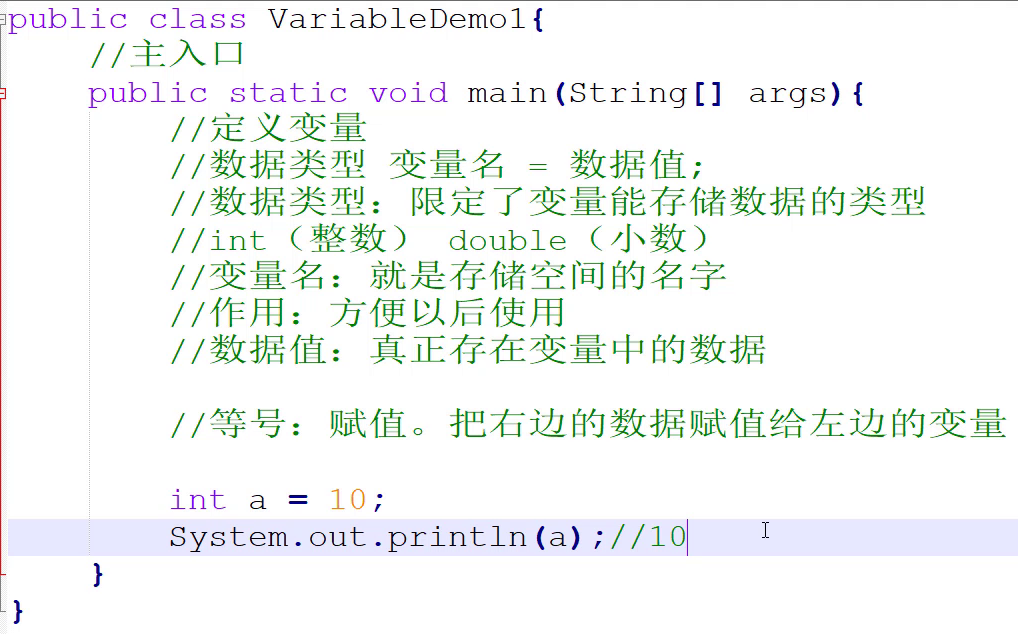 public class VariableDemo1{
//主入口
public static void main(String[] args){
//定义变量
//数据类型 变量名 = 数据值;
//数据类型：限定了变量能存储数据的类型
//int（整数） double（小数）
//变量名：就是存储空间的名字
//作用：方便以后使用
//数据值：真正存在变量中的数据
//等号：赋值。把右边的数据赋值给左边的变量
int a = 10;
System.out.println(a);//10
}
}